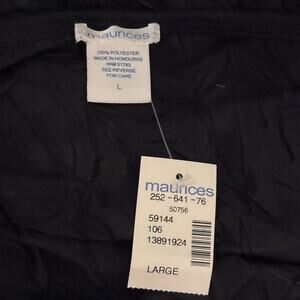 maurices
100% POLYESTER
MADE IN HONDURAS
RN# 51783
SEE REVERSE
FOR CARE
L
maurices
252-641-76
50756
59144
106
13891924
LARGE